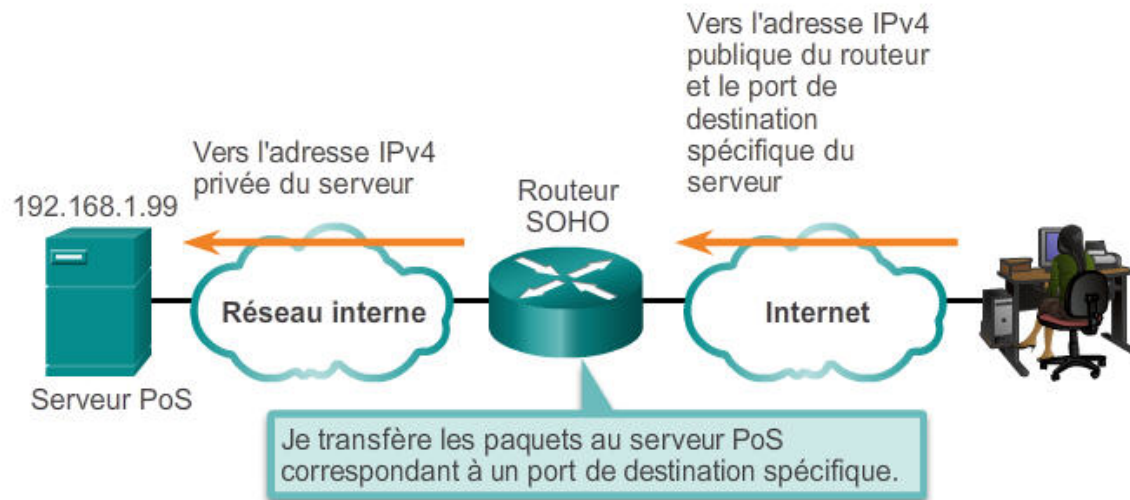 Vers l'adresse IPv4
publique du routeur
et le port de
destination
spécifique du
serveur
Vers l'adresse IPv4
privée du serveur
192.168.1.99
Routeur
SOHO
Réseau interne
Internet
Serveur PoS
Je transfère les paquets au serveur PoS
correspondant à un port de destination spécifique.